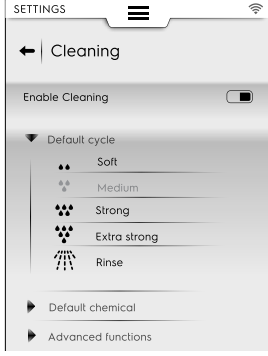 SETTINGS
Cleaning
Enable Cleaning
Default cycle
Soft
Medium
Strong
Extra strong
Rinse
Default chemical
Advanced functions